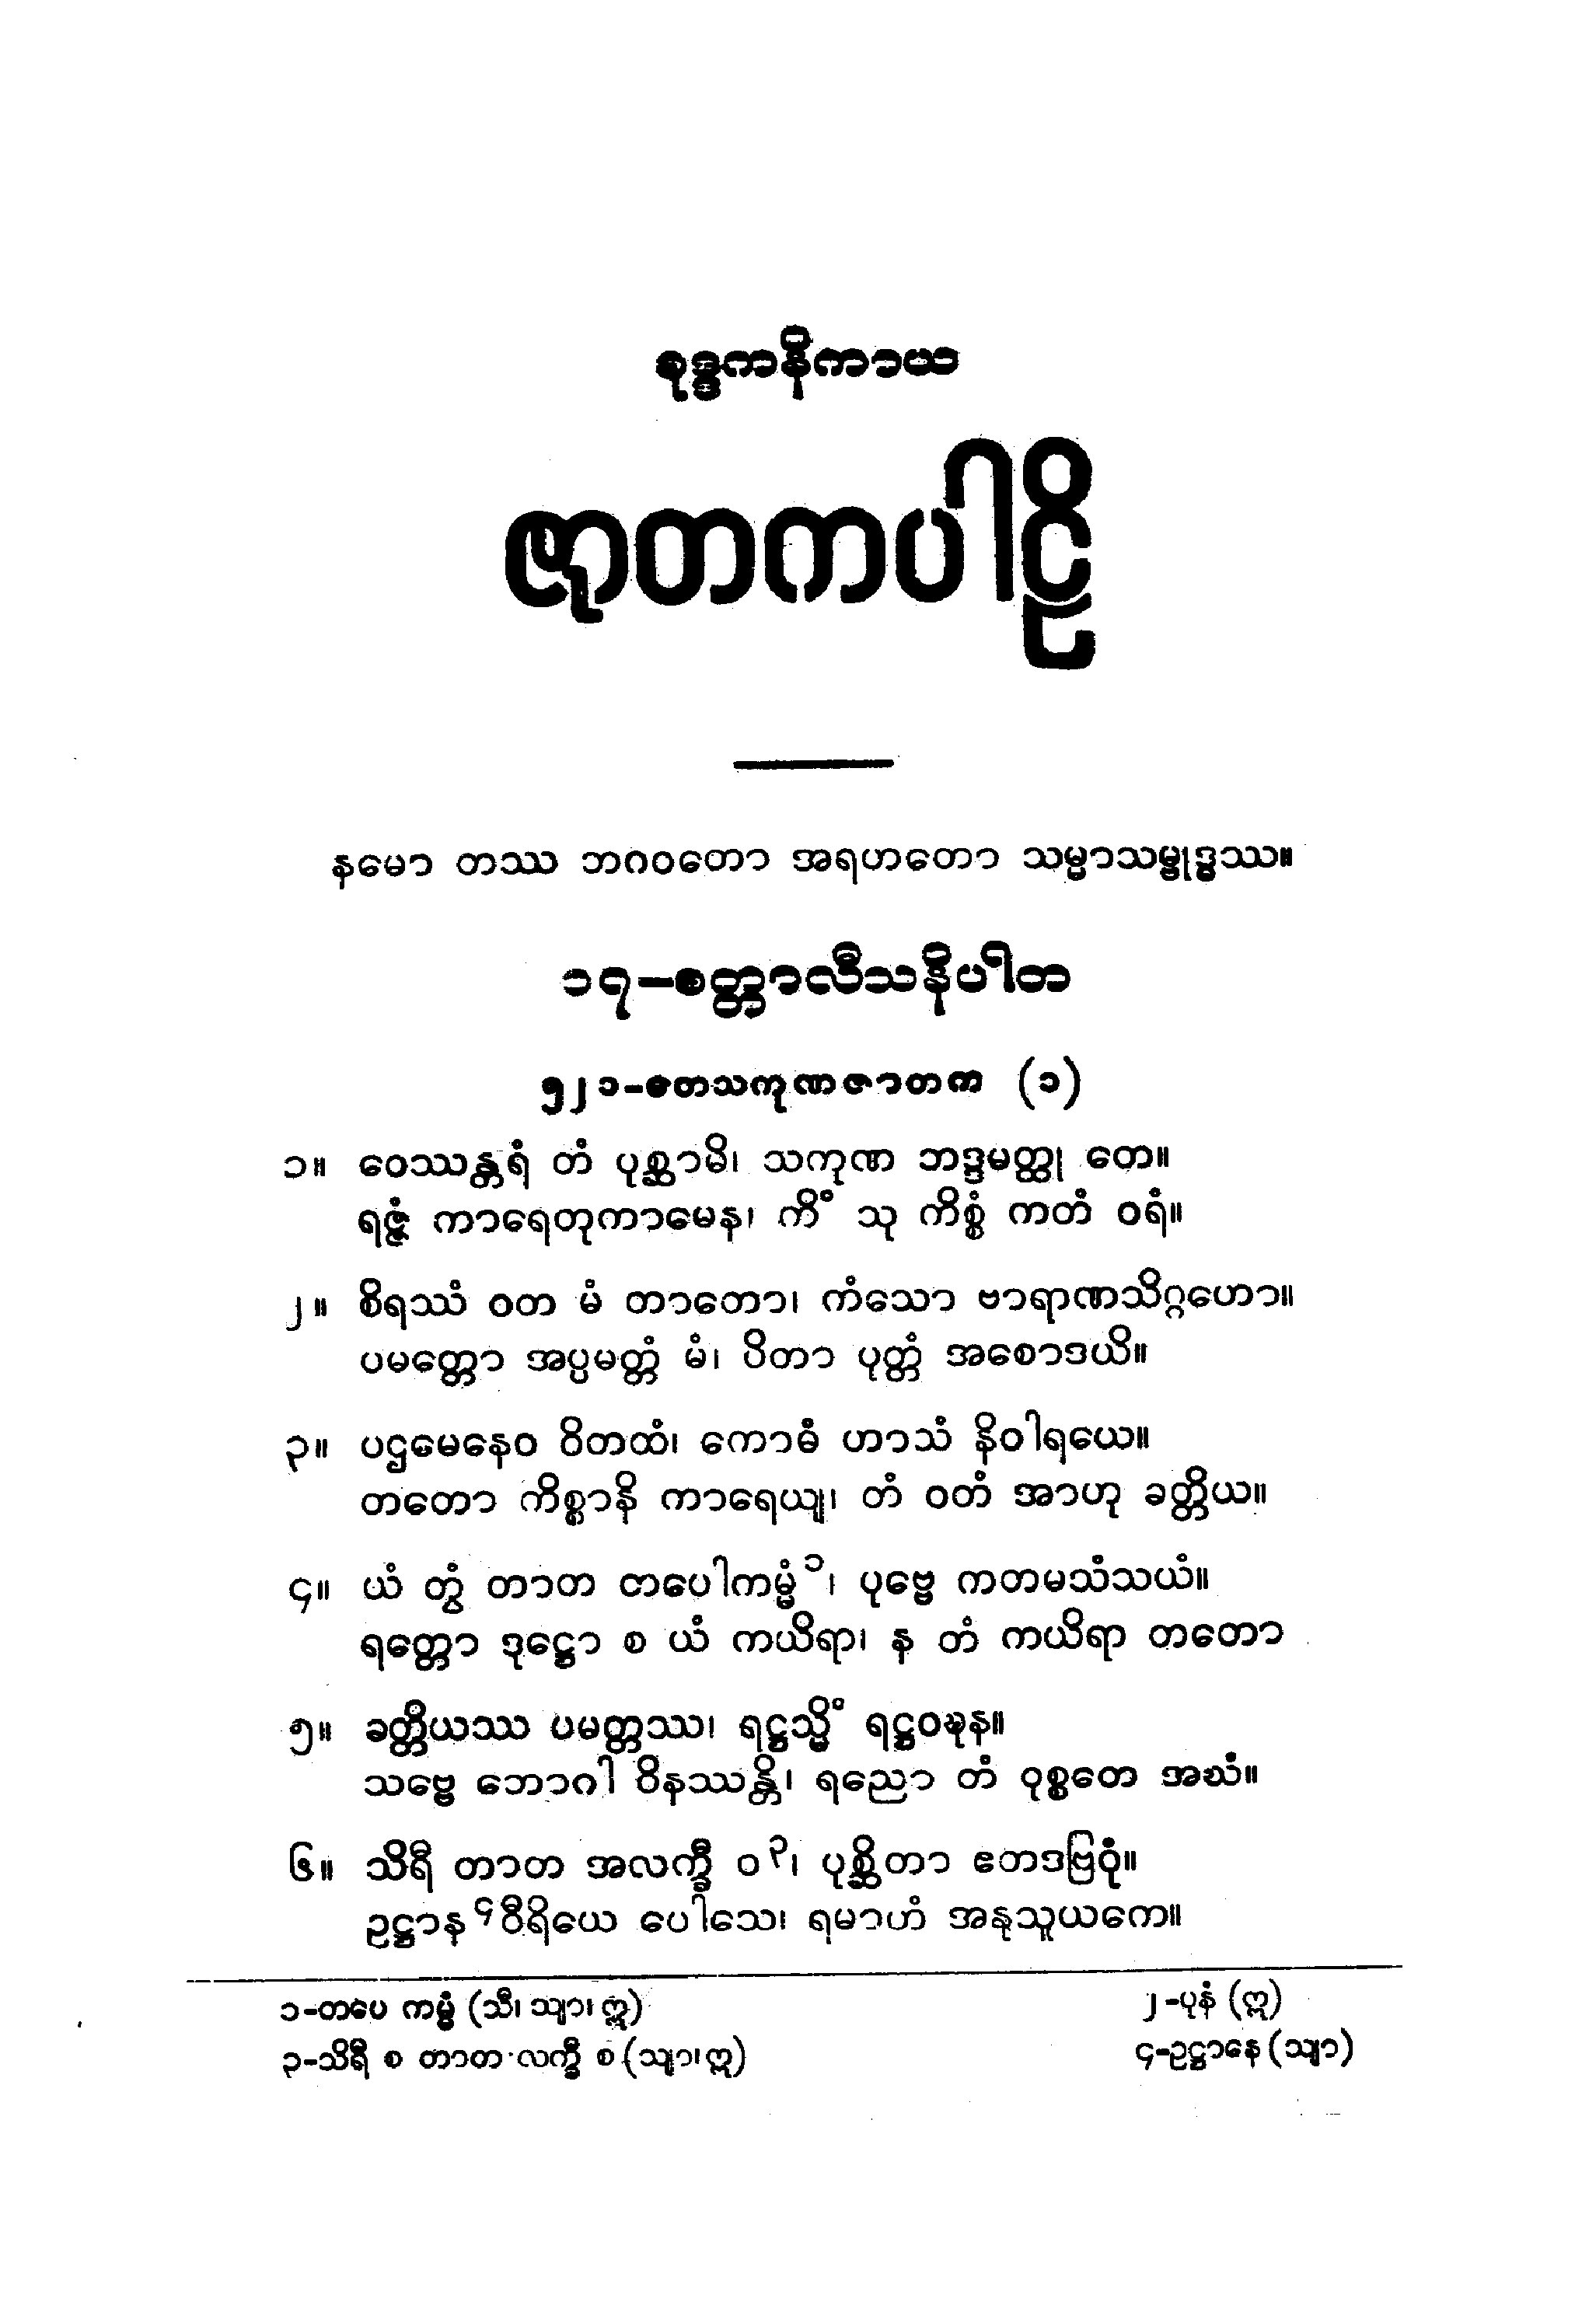 ခုဒ္ဒကနိကာယ
ဇာတကပါဠိ
နမော တဿ ဘဂဝတော အရဟတော သမ္မာသမ္ဗုဒ္ဓဿ။
၁၇-စတ္တာလီသနိပါတ
၅၂၁-တေသကုဏဇာတက (၁)
၁။ ဝေဿန္တရံ တံ ပုစ္ဆာမိ၊ သကုဏ ဘဒ္ဒမတ္ထု တေ။
ရဇ္ဇံ ကာရေတုကာမေန၊ ကိံ သု ကိစ္စံ ကတံ ဝရံ။
၂။ စိရဿံ ဝတ မံ တာတော၊ ကံသော ဗာရာဏသိဂ္ဂဟော။
ပမတ္တော အပ္ပမတ္တံ မံ၊ ပိတာ ပုတ္တံ အစောဒယိ။
၃။ ပဌမေနေဝ ဝိတထံ၊ ကောဓံ ဟာသံ နိဝါရယေ။
တတော ကိစ္စာနိ ကာရေယျ၊ တံ ဝတံ အာဟု ခတ္တိယ။
၄။ ယံ တွံ တာတ တပေါကမ္မံ ၁၊ ပုဗ္ဗေ ကတမသံသယံ။
ရတ္တော ဒုဋ္ဌော စ ယံ ကယိရာ၊ န တံ ကယိရာ တတော
၅။ ခတ္တိယဿ ပမတ္တဿ၊ ရဋ္ဌသ္မိံ ရဋ္ဌဝဍ္ဎန။
သဗ္ဗေ ဘောဂါ ဝိနဿန္တိ၊ ရညော တံ ဝုစ္စတေ အဃံ။
၆။ သိရီ တာတ အလက္ခီ ဝ ၃၊ ပုစ္ဆိတာ ဧတဒဗြဝုံ။
ဥဋ္ဌာန ၄ ဝီရိယေ ပေါသေ၊ ရမာဟံ အနုသူယကေ။
၁-တပေ ကမ္မံ (သီ၊ သျာ၊ ဣ) ၂-ပုနံ (ဣ)
၃-သိရီ စ တာတ လက္ခီ စ (သျာ၊ ဣ) ၄-ဥဋ္ဌာနေ (သျာ)